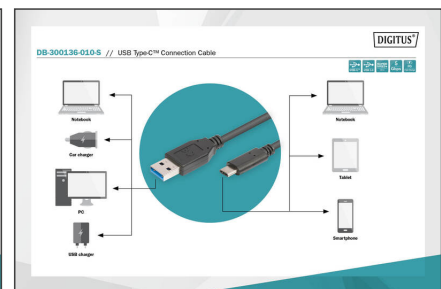 DIGITUS®
DB-300136-010-S // USB Type-C™ Connection Cable
Notebook
Car charger
PC
USB charger
Notebook
Tablet
Smartphone